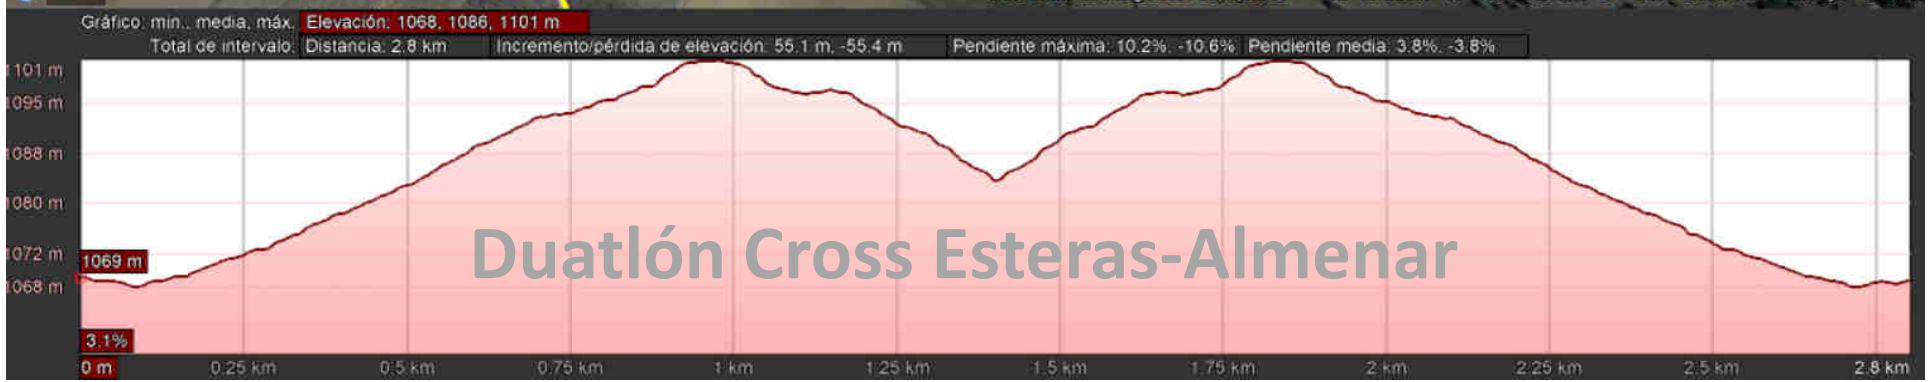 Gráfico: mín., media, máx. Elevación: 1068, 1086, 1101 m
Total de intervalo: Distancia: 2.8 km Incremento/pérdida de elevación: 55.1 m, -55.4 m Pendiente máxima: 10.2%, -10.6% Pendiente media: 3.8%, -3.8%
1101 m
1095 m
1088 m
1080 m
1072 m
1069 m
1068 m
Duatlón Cross Esteras-Almenar
3.1%
0 m 0.25 km 0.5 km 0.75 km 1 km 1.25 km 1.5 km 1.75 km 2 km 2.25 km 2.5 km 2.8 km